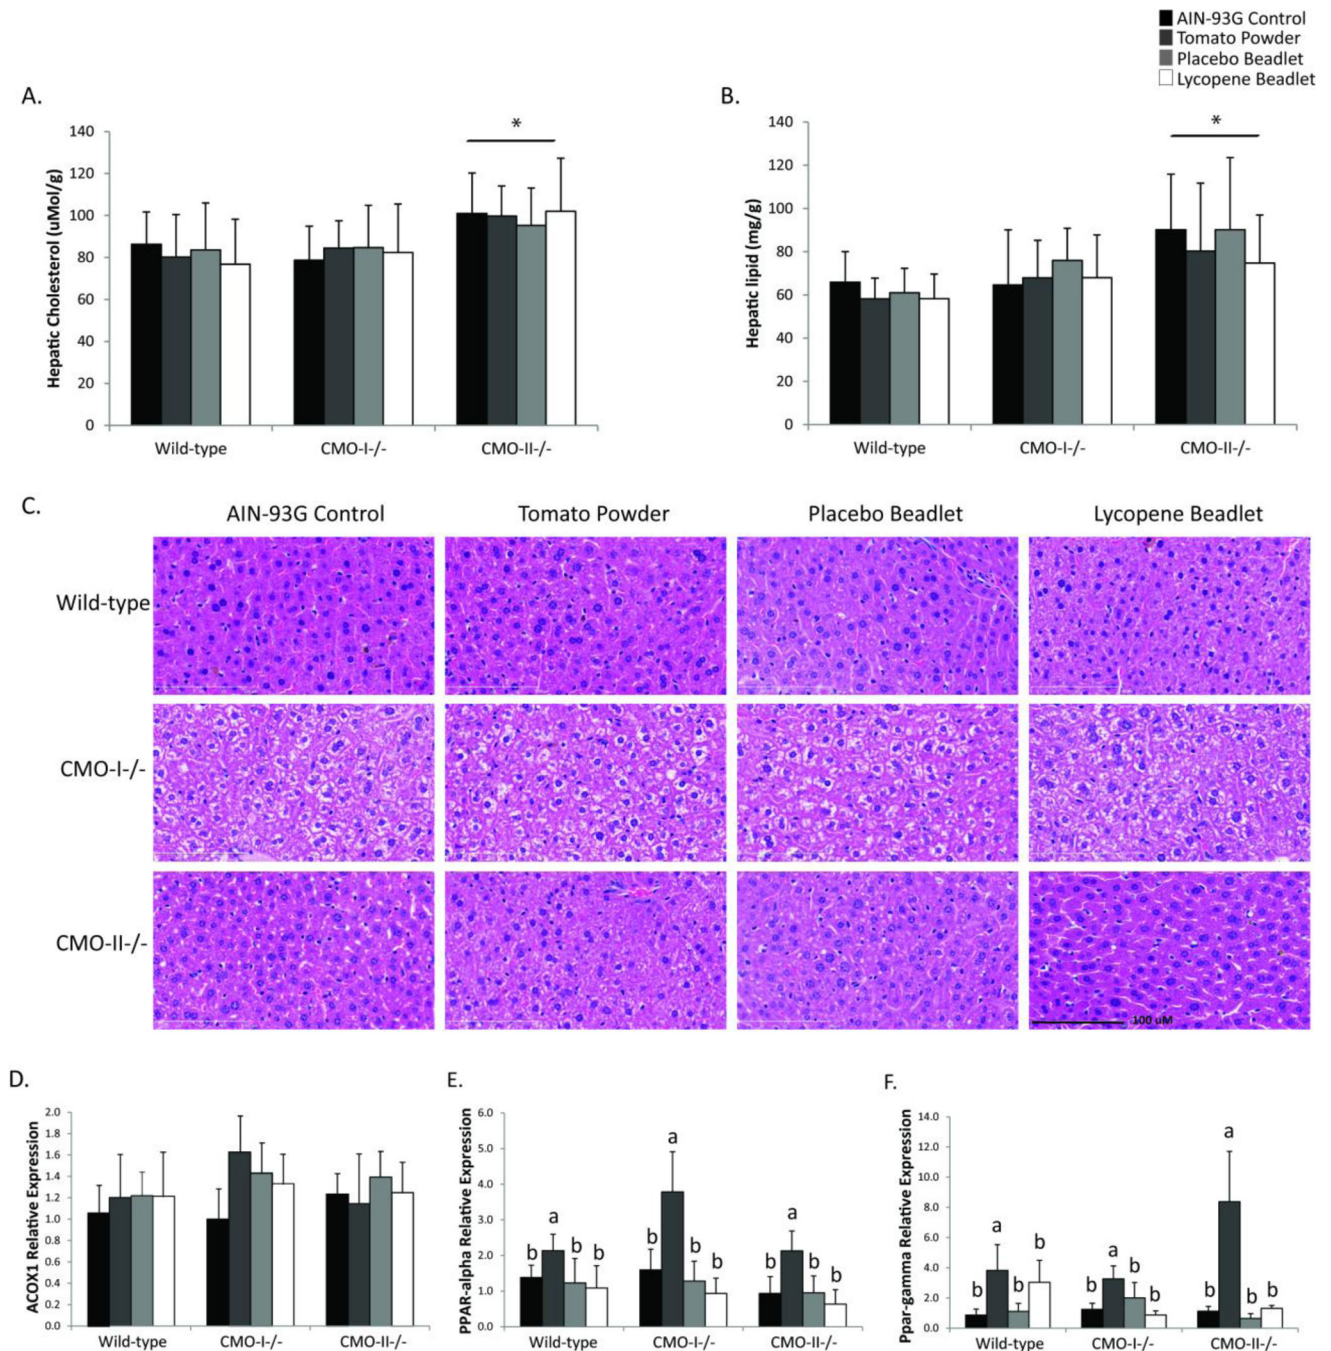 AIN-93G Control
Tomato Powder
Placebo Beadlet
Lycopene Beadlet
A.
Hepatic Cholesterol (uMol/g)
140
120
100
80
60
40
20
0
*
Wild-type CMO-I-/- CMO-II-/-
B.
Hepatic lipid (mg/g)
140
120
100
80
60
40
20
0
*
Wild-type CMO-I-/- CMO-II-/-
C.
AIN-93G Control Tomato Powder Placebo Beadlet Lycopene Beadlet
Wild-type
CMO-I-/-
CMO-II-/-
100 uM
D.
ACOX1 Relative Expression
2.0
1.8
1.6
1.4
1.2
1.0
0.8
0.6
0.4
0.2
0.0
Wild-type CMO-I-/- CMO-II-/-
E.
PPAR-alpha Relative Expression
6.0
5.0
4.0
3.0
2.0
1.0
0.0
b a b b b a b b b a b b
Wild-type CMO-I-/- CMO-II-/-
F.
Ppar-gamma Relative Expression
14.0
12.0
10.0
8.0
6.0
4.0
2.0
0.0
b a b b b a b b b a b b
Wild-type CMO-I-/- CMO-II-/-